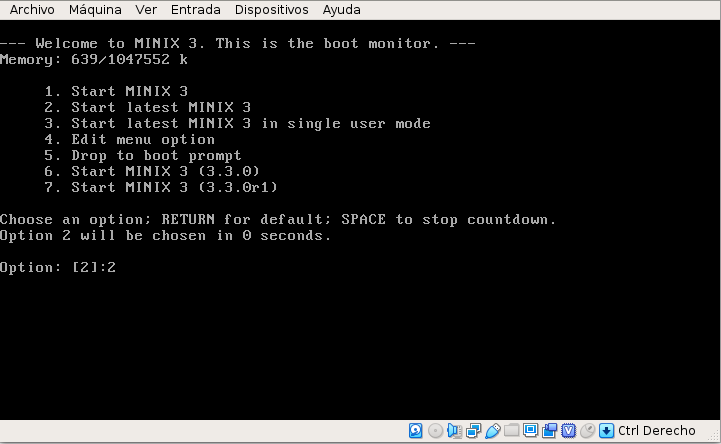 Archivo Máquina Ver Entrada Dispositivos Ayuda
--- Welcome to MINIX 3. This is the boot monitor. ---
Memory: 639/1047552 k
1. Start MINIX 3
2. Start latest MINIX 3
3. Start latest MINIX 3 in single user mode
4. Edit menu option
5. Drop to boot prompt
6. Start MINIX 3 (3.3.0)
7. Start MINIX 3 (3.3.0r1)
Choose an option; RETURN for default; SPACE to stop countdown.
Option 2 will be chosen in 0 seconds.
Option: [2]:2
Ctrl Derecho